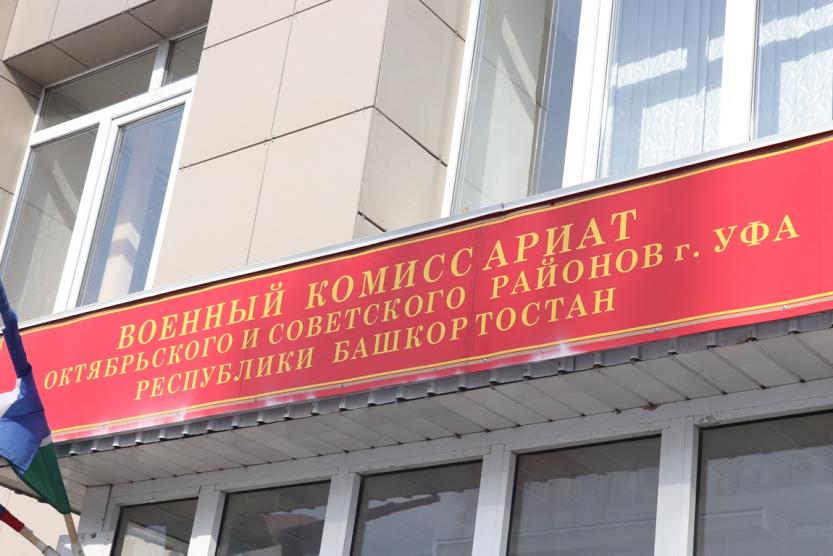 ВОЕННЫЙ КОМИССАРИАТ
ОКТЯБРЬСКОГО И СОВЕТСКОГО РАЙОНОВ г. УФА
РЕСПУБЛИКИ БАШКОРТОСТАН